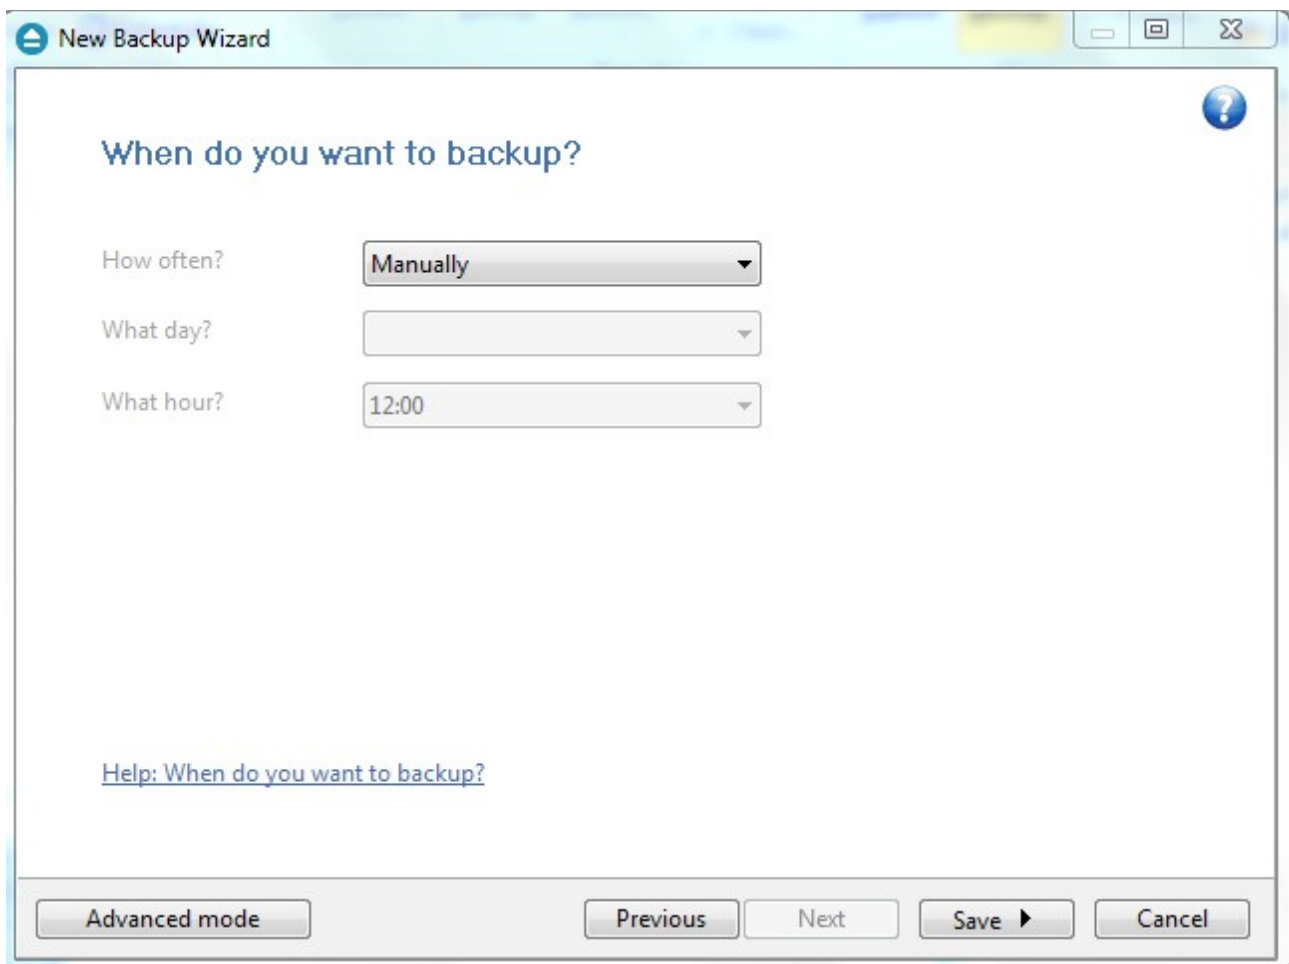 New Backup Wizard
When do you want to backup?
How often? Manually
What day?
What hour? 12:00
Help: When do you want to backup?
Advanced mode Previous Next Save Cancel